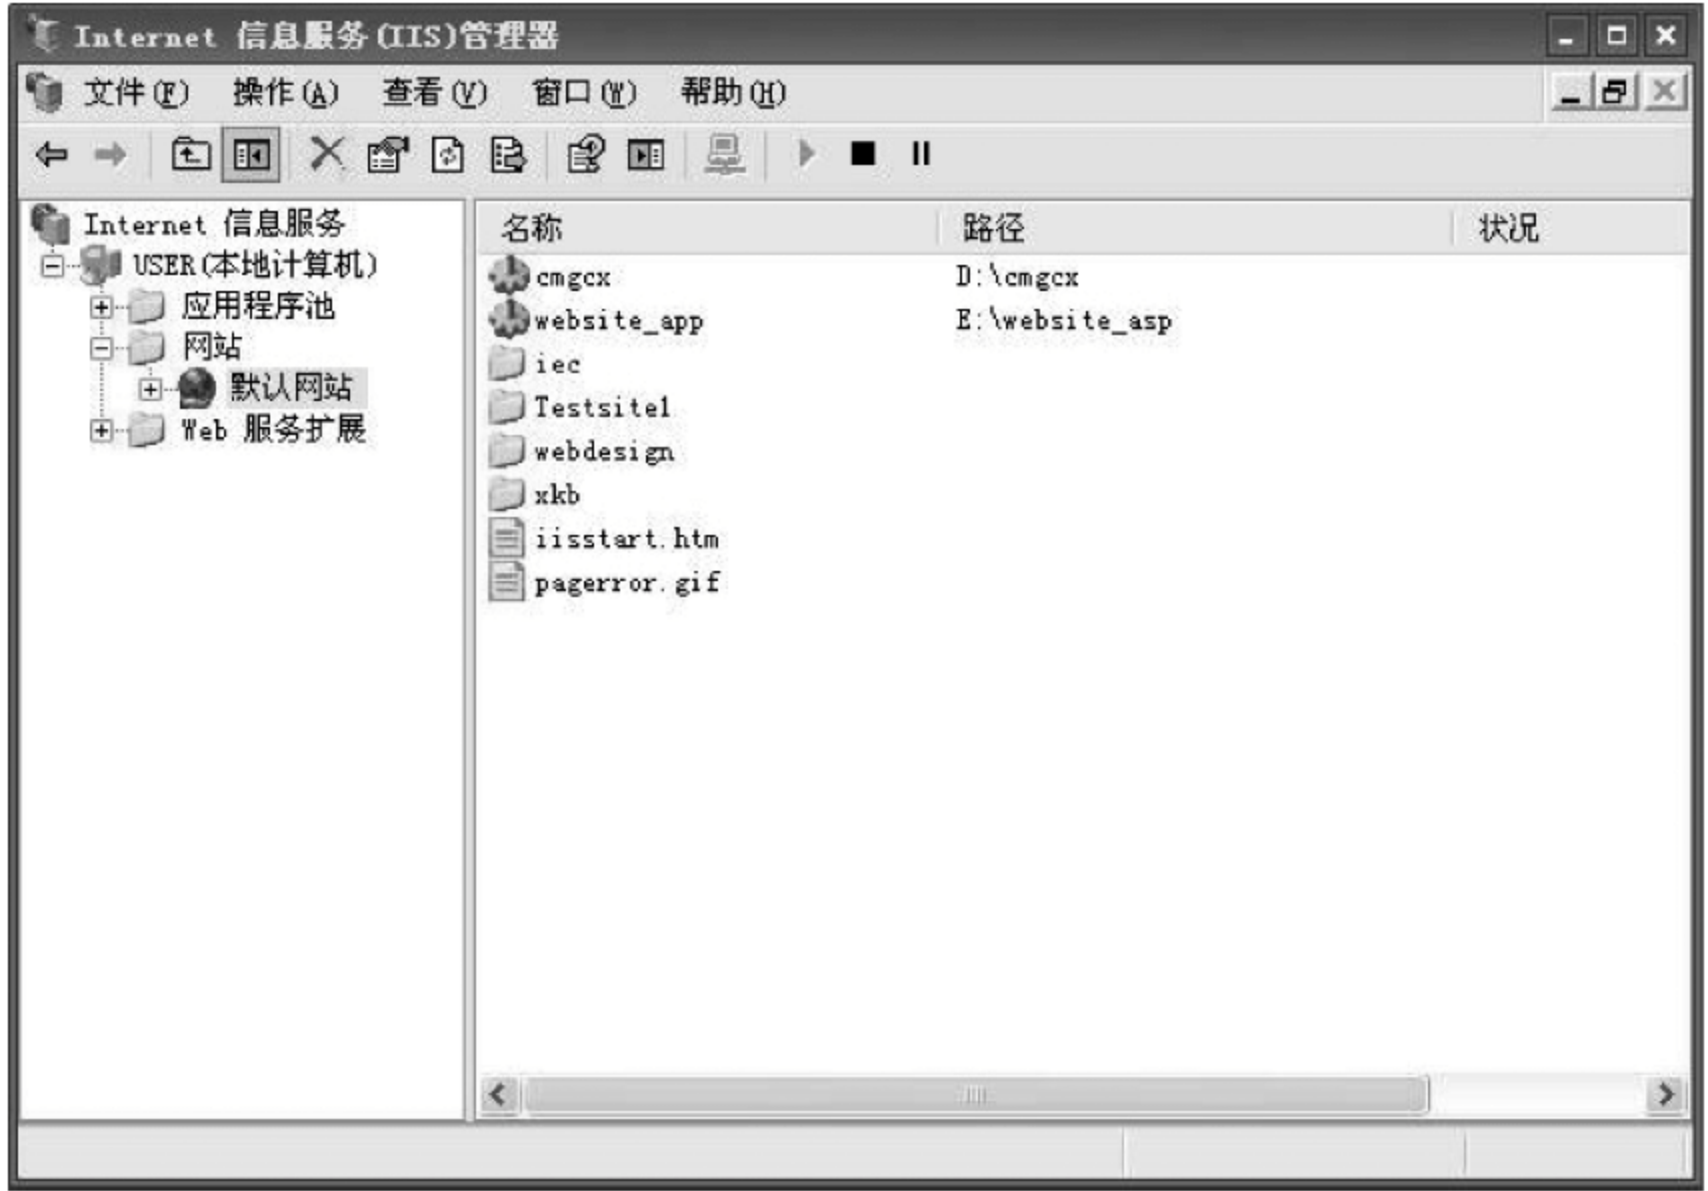 Internet 信息服务(IIS)管理器
文件(F) 操作(A) 查看(V) 窗口(W) 帮助(H)
Internet 信息服务
USER(本地计算机)
应用程序池
网站
默认网站
Web 服务扩展
名称 路径 状况
cmgcx D:\cmgcx
website_app E:\website_asp
iec
Testsite1
webdesign
xkb
iisstart.htm
pagerror.gif